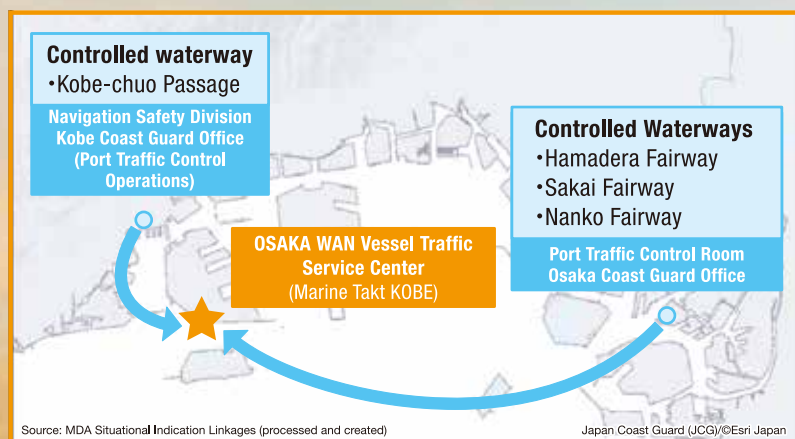 Controlled waterway
・Kobe-chuo Passage
Navigation Safety Division
Kobe Coast Guard Office
(Port Traffic Control
Operations)
Controlled Waterways
・Hamadera Fairway
・Sakai Fairway
・Nanko Fairway
Port Traffic Control Room
Osaka Coast Guard Office
OSAKA WAN Vessel Traffic
Service Center
(Marine Takt KOBE)
Source: MDA Situational Indication Linkages (processed and created)
Japan Coast Guard (JCG)/©Esri Japan